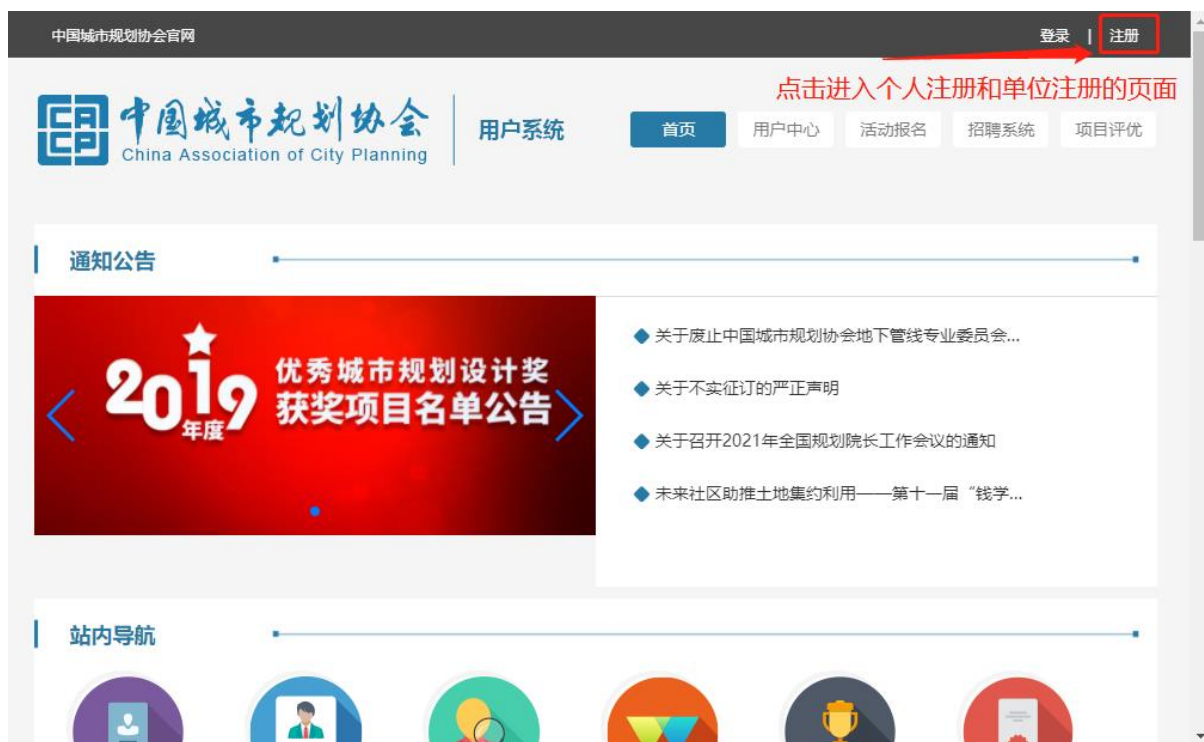 中国城市规划协会官网
登录 | 注册
点击进入个人注册和单位注册的页面
CACP
中国城市规划协会
China Association of City Planning
用户系统
首页 用户中心 活动报名 招聘系统 项目评优
通知公告
2019年度
优秀城市规划设计奖
获奖项目名单公告
关于废止中国城市规划协会地下管线专业委员会...
关于不实征订的严正声明
关于召开2021年全国规划院长工作会议的通知
未来社区助推土地集约利用——第十一届“钱学...
站内导航